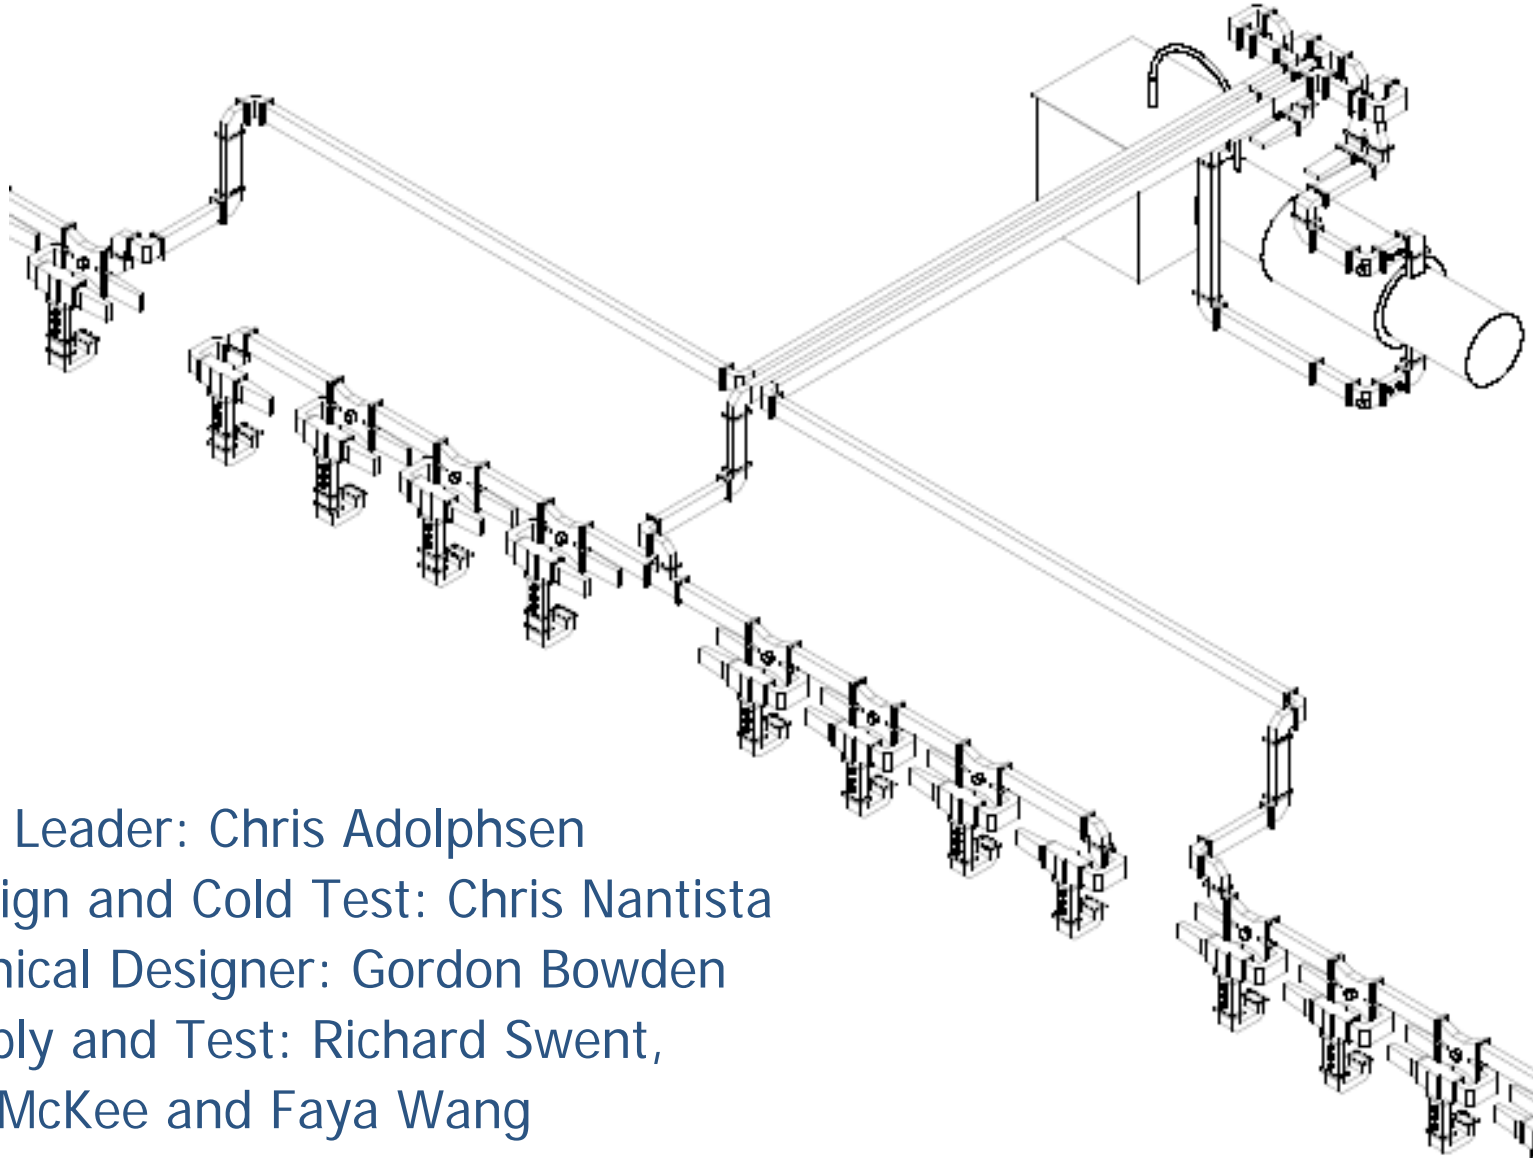 Leader: Chris Adolphsen
ign and Cold Test: Chris Nantista
nical Designer: Gordon Bowden
bly and Test: Richard Swent,
McKee and Faya Wang